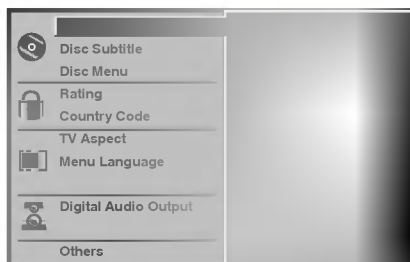 Disc Subtitle
Disc Menu
Rating
Country Code
TV Aspect
Menu Language
Digital Audio Output
Others